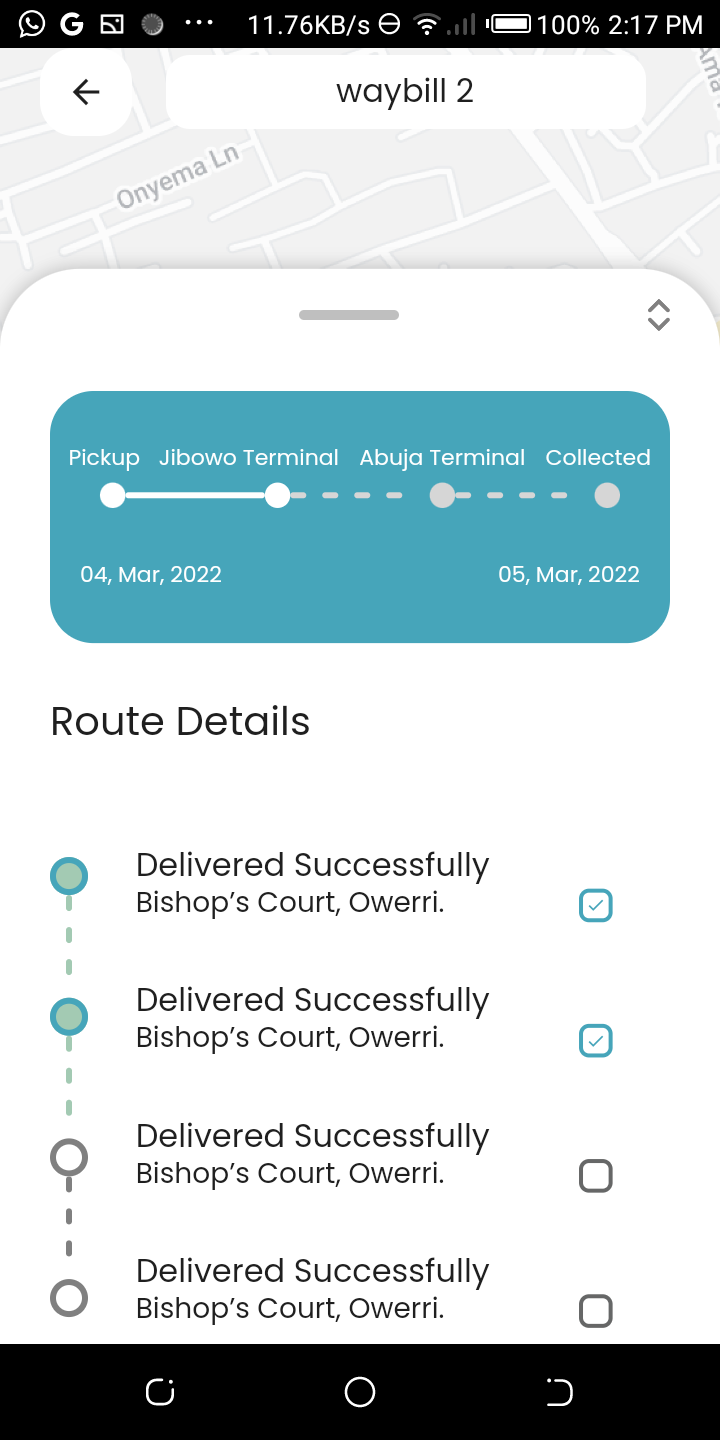 11.76KB/s 100% 2:17 PM
waybill 2
Onyema Ln
Pickup Jibowo Terminal Abuja Terminal Collected
04, Mar, 2022 05, Mar, 2022
Route Details
Delivered Successfully
Bishop’s Court, Owerri.
Delivered Successfully
Bishop’s Court, Owerri.
Delivered Successfully
Bishop’s Court, Owerri.
Delivered Successfully
Bishop’s Court, Owerri.